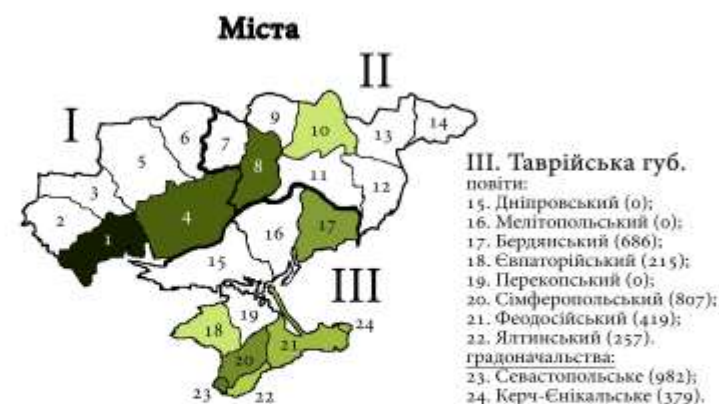 Міста
I
II
III
1
2
3
4
5
6
7
8
9
10
11
12
13
14
15
16
17
18
19
20
21
22
23
24
III. Таврійська губ.
повіти:
15. Дніпровський (0);
16. Мелітопольський (0);
17. Бердянський (686);
18. Євпаторійський (215);
19. Перекопський (0);
20. Сімферопольський (807);
21. Феодосійський (419);
22. Ялтинський (257).
градоначальства:
23. Севастопольське (982);
24. Керч-Єнікальське (379).